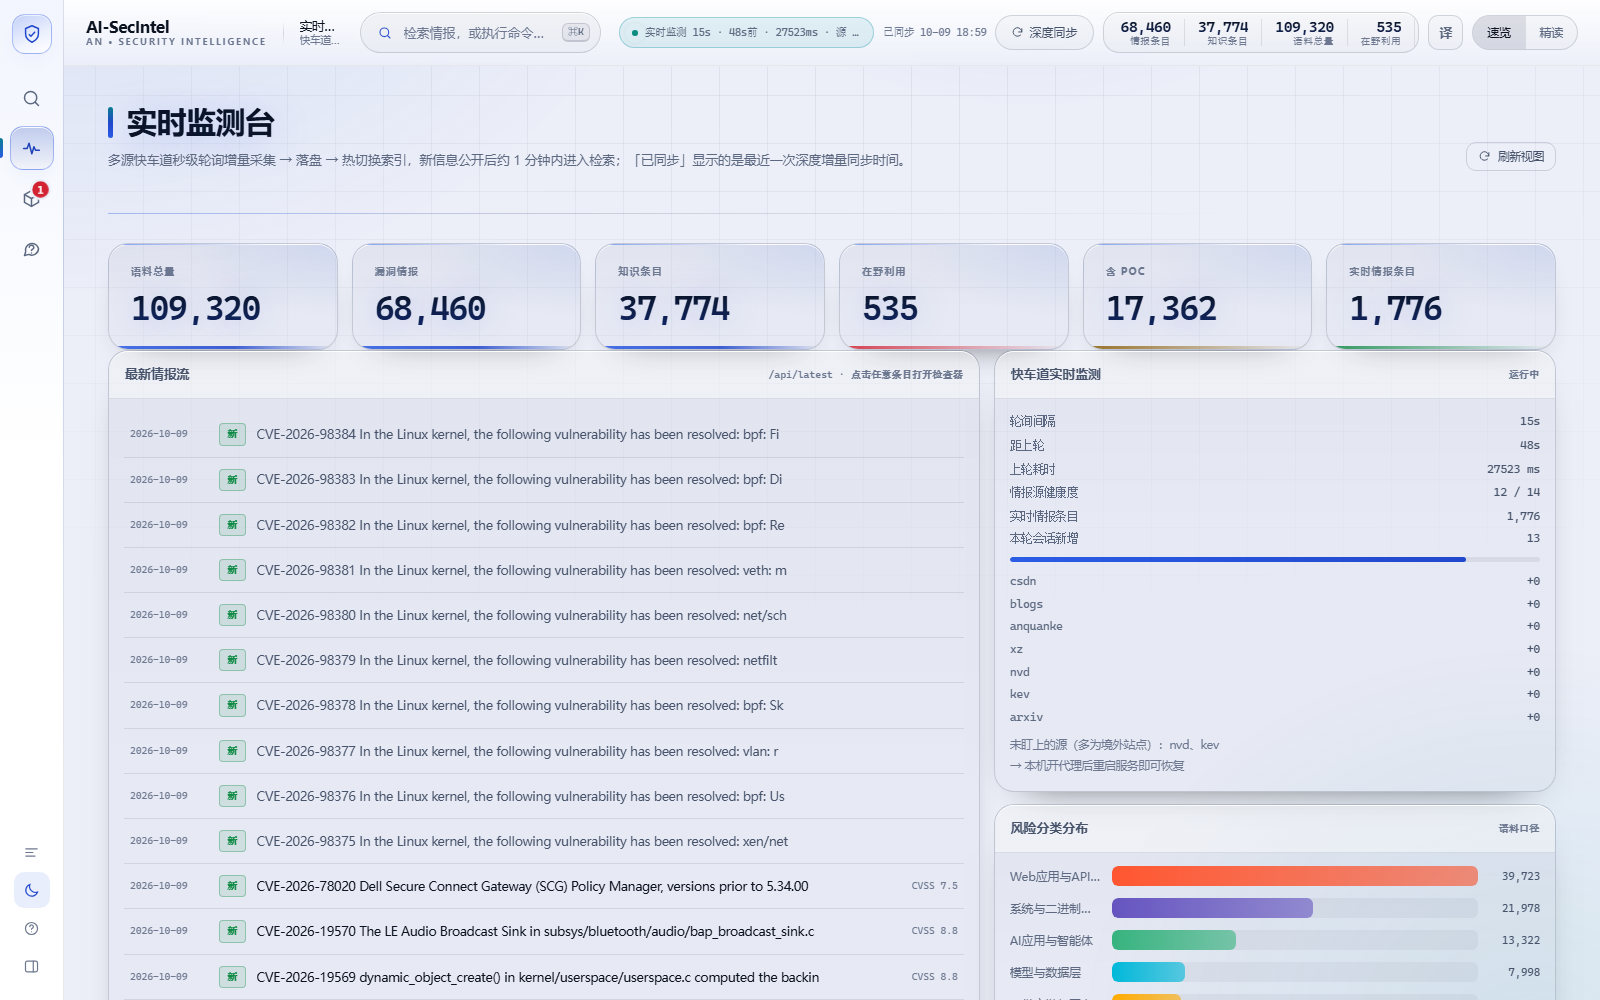 AI-SecIntel
AN • SECURITY INTELLIGENCE
实时...
快车道...
检索情报，或执行命令... ⌘K
实时监测 15s · 48s前 · 27523ms · 源 …
已同步 10-09 18:59
深度同步
68,460 情报条目
37,774 知识条目
109,320 语料总量
535 在野利用
译
速览 精读
1
实时监测台
多源快车道秒级轮询增量采集 → 落盘 → 热切换索引，新信息公开后约 1 分钟内进入检索；「已同步」显示的是最近一次深度增量同步时间。
刷新视图
语料总量
109,320
漏洞情报
68,460
知识条目
37,774
在野利用
535
含 POC
17,362
实时情报条目
1,776
最新情报流
/api/latest · 点击任意条目打开检查器
2026-10-09 新 CVE-2026-98384 In the Linux kernel, the following vulnerability has been resolved: bpf: Fi
2026-10-09 新 CVE-2026-98383 In the Linux kernel, the following vulnerability has been resolved: bpf: Di
2026-10-09 新 CVE-2026-98382 In the Linux kernel, the following vulnerability has been resolved: bpf: Re
2026-10-09 新 CVE-2026-98381 In the Linux kernel, the following vulnerability has been resolved: veth: m
2026-10-09 新 CVE-2026-98380 In the Linux kernel, the following vulnerability has been resolved: net/sch
2026-10-09 新 CVE-2026-98379 In the Linux kernel, the following vulnerability has been resolved: netfilt
2026-10-09 新 CVE-2026-98378 In the Linux kernel, the following vulnerability has been resolved: bpf: Sk
2026-10-09 新 CVE-2026-98377 In the Linux kernel, the following vulnerability has been resolved: vlan: r
2026-10-09 新 CVE-2026-98376 In the Linux kernel, the following vulnerability has been resolved: bpf: Us
2026-10-09 新 CVE-2026-98375 In the Linux kernel, the following vulnerability has been resolved: xen/net
2026-10-09 新 CVE-2026-78020 Dell Secure Connect Gateway (SCG) Policy Manager, versions prior to 5.34.00 CVSS 7.5
2026-10-09 新 CVE-2026-19570 The LE Audio Broadcast Sink in subsys/bluetooth/audio/bap_broadcast_sink.c CVSS 8.8
2026-10-09 新 CVE-2026-19569 dynamic_object_create() in kernel/userspace/userspace.c computed the backin CVSS 8.8
快车道实时监测 运行中
轮询间隔 15s
距上轮 48s
上轮耗时 27523 ms
情报源健康度 12 / 14
实时情报条目 1,776
本轮会话新增 13
csdn +0
blogs +0
anquanke +0
xz +0
nvd +0
kev +0
arxiv +0
未盯上的源（多为境外站点）：nvd、kev
→ 本机开代理后重启服务即可恢复
风险分类分布 语料口径
Web应用与API... 39,723
系统与二进制... 21,978
AI应用与智能体 13,322
模型与数据层 7,998